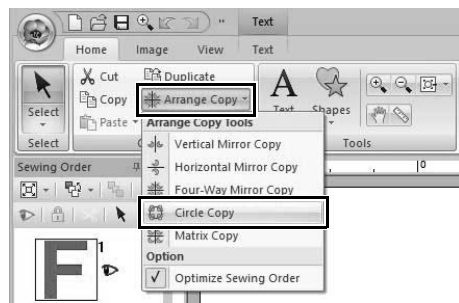 Text
Home Image View Text
Select
Cut
Copy
Paste
Duplicate
Arrange Copy
Text
Shapes
Select
Tools
Arrange Copy Tools
Vertical Mirror Copy
Horizontal Mirror Copy
Four-Way Mirror Copy
Circle Copy
Matrix Copy
Option
Optimize Sewing Order
Sewing Order
0
F
1